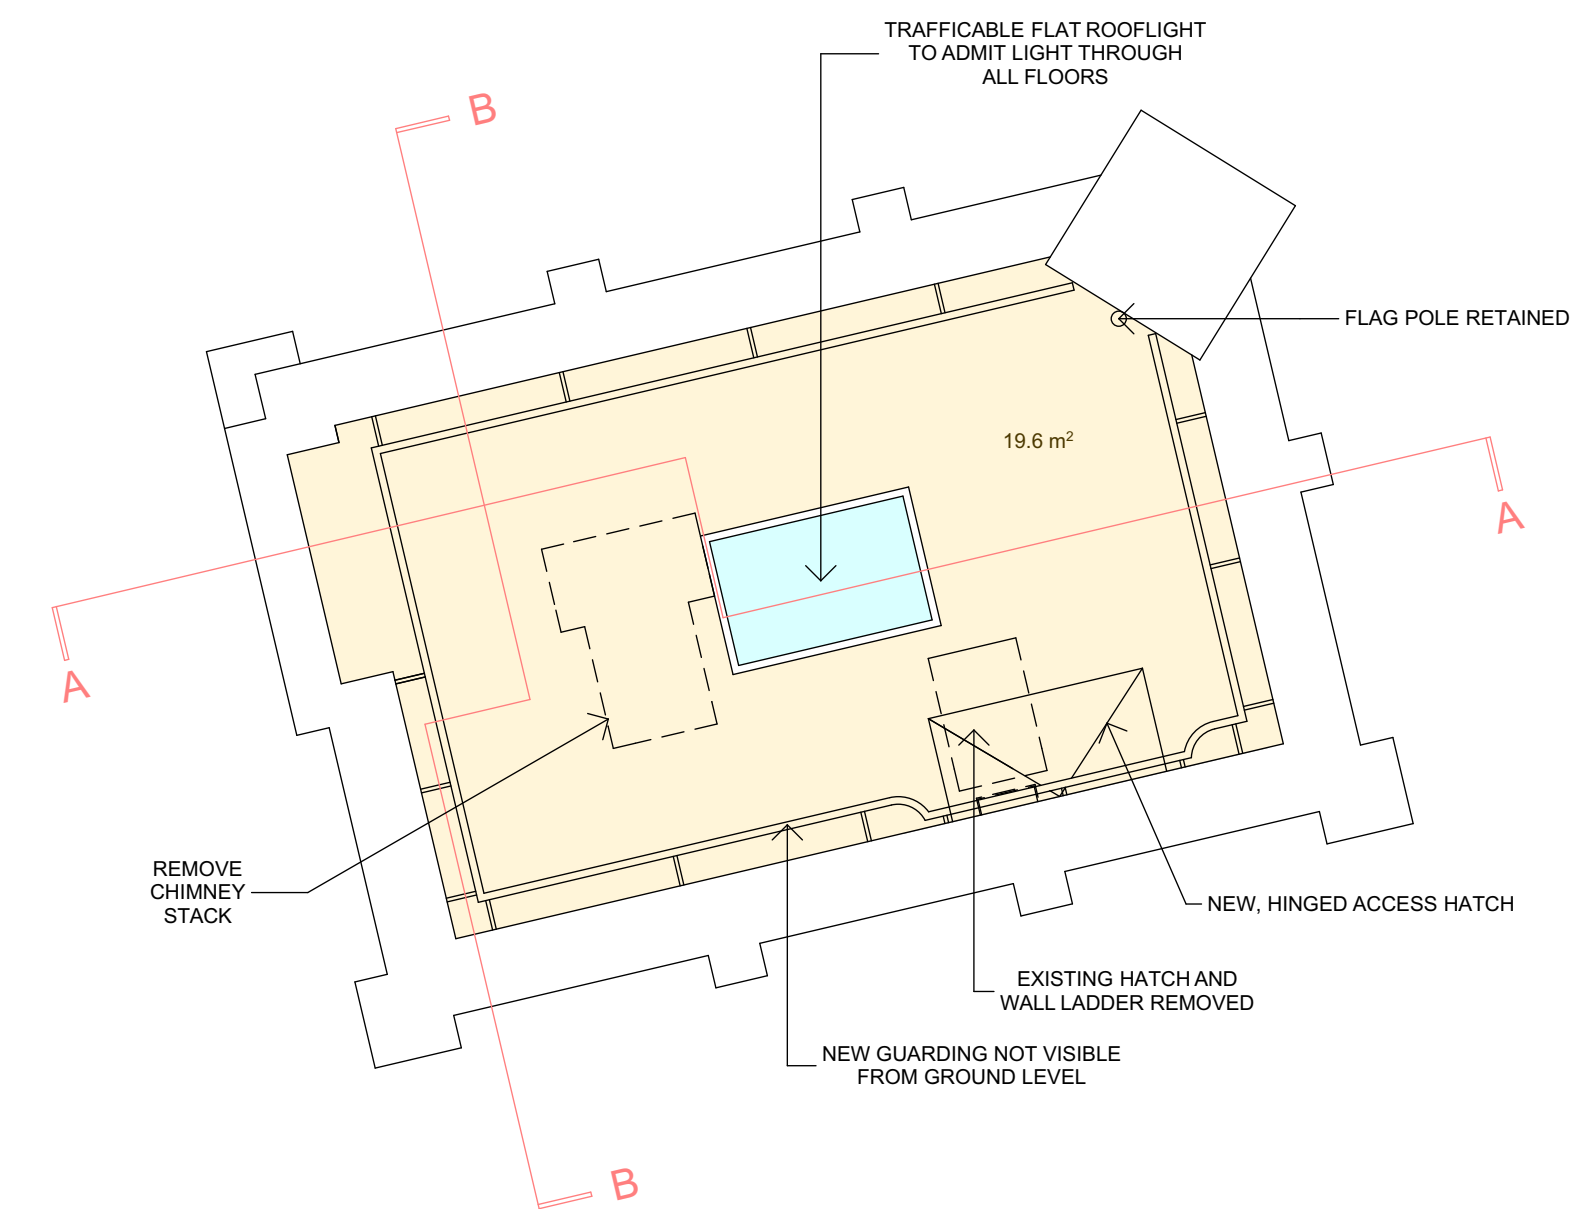 TRAFFICABLE FLAT ROOFLIGHT
TO ADMIT LIGHT THROUGH
ALL FLOORS
B
FLAG POLE RETAINED
19.6 m²
A
A
REMOVE
CHIMNEY
STACK
NEW, HINGED ACCESS HATCH
EXISTING HATCH AND
WALL LADDER REMOVED
NEW GUARDING NOT VISIBLE
FROM GROUND LEVEL
B